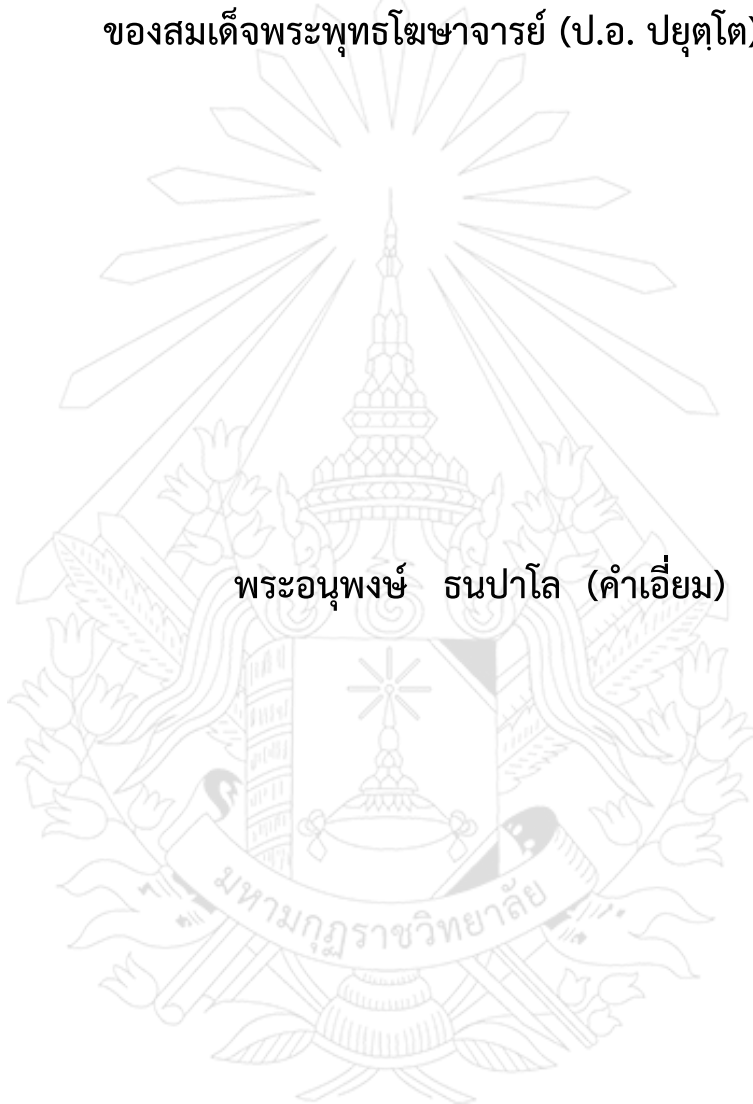 ของสมเด็จพระพุทธโฆษาจารย์ (ป.อ. ปยุตฺโต)
พระอนุพงษ์ ธนปาโล (คำเอี่ยม)
มหามกุฏราชวิทยาลัย